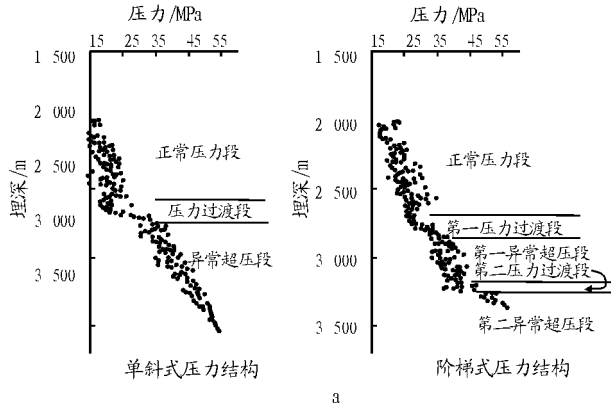 压力/MPa
15 25 35 45 55
1 500
2 000
2 500
3 000
3 500
埋深/m
正常压力段
压力过渡段
异常超压段
单斜式压力结构
压力/MPa
15 25 35 45 55
1 500
2 000
2 500
3 000
3 500
埋深/m
正常压力段
第一压力过渡段
第一异常超压段
第二压力过渡段
第二异常超压段
阶梯式压力结构
a